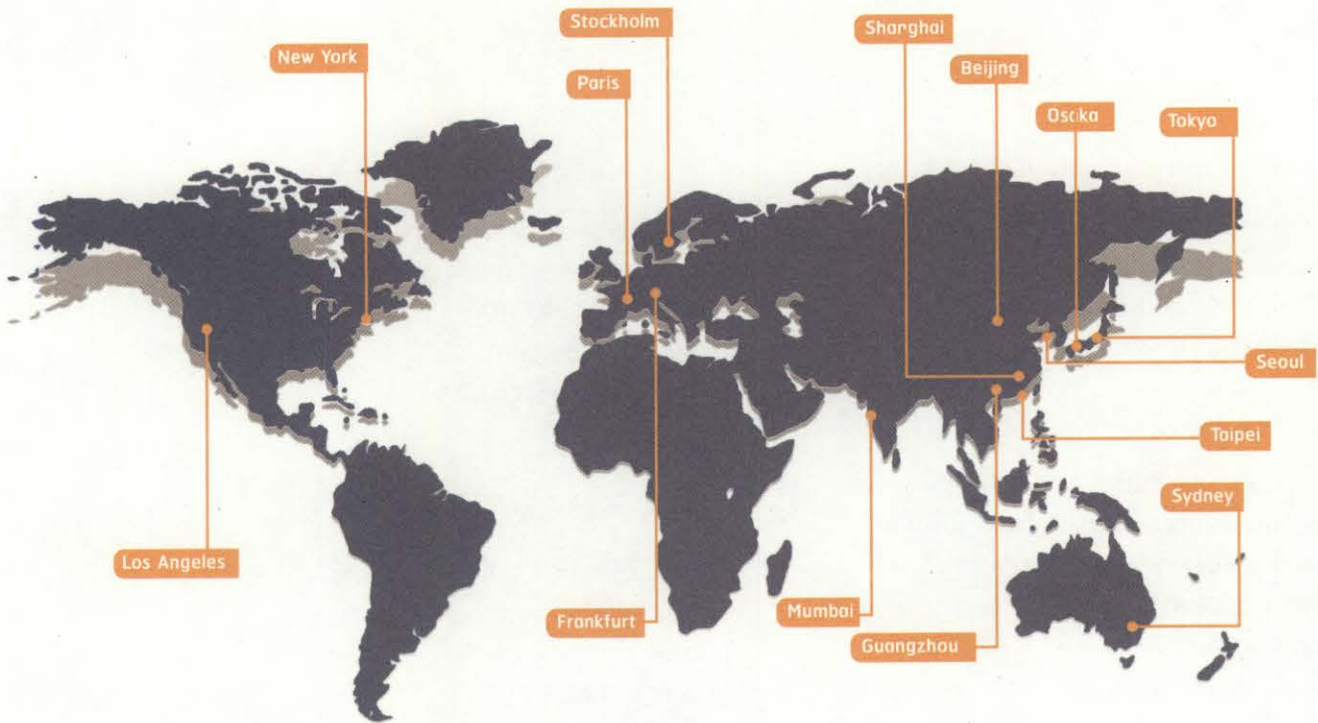 Stockholm
Shanghai
New York
Beijing
Paris
Osaka
Tokyo
Seoul
Taipei
Sydney
Los Angeles
Mumbai
Frankfurt
Guangzhou